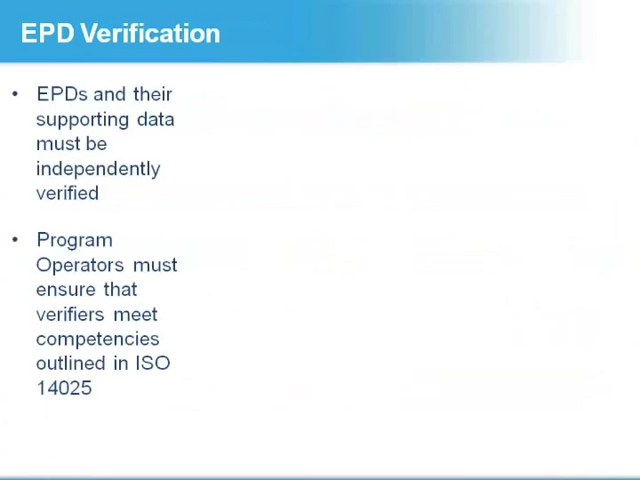 EPD Verification
• EPDs and their
supporting data
must be
independently
verified
• Program
Operators must
ensure that
verifiers meet
competencies
outlined in ISO
14025